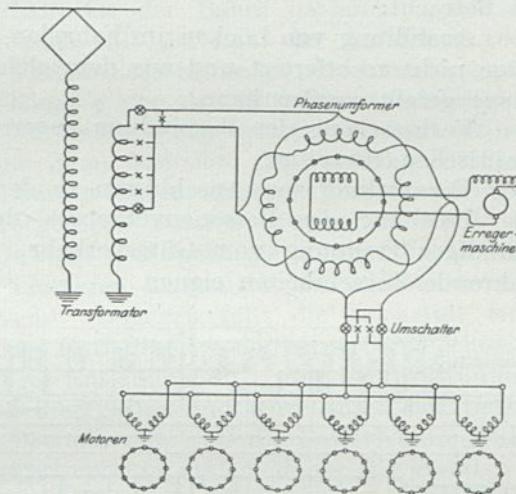 Phasenumformer
Erreger-
maschine
Transformator
Umschalter
Motoren